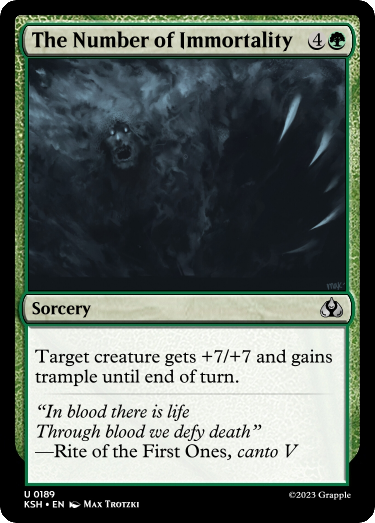 The Number of Immortality 4
Sorcery
Target creature gets +7/+7 and gains
trample until end of turn.
“In blood there is life
Through blood we defy death”
—Rite of the First Ones, canto V
U 0189
KSH • EN Max Trotzki
©2023 Grapple